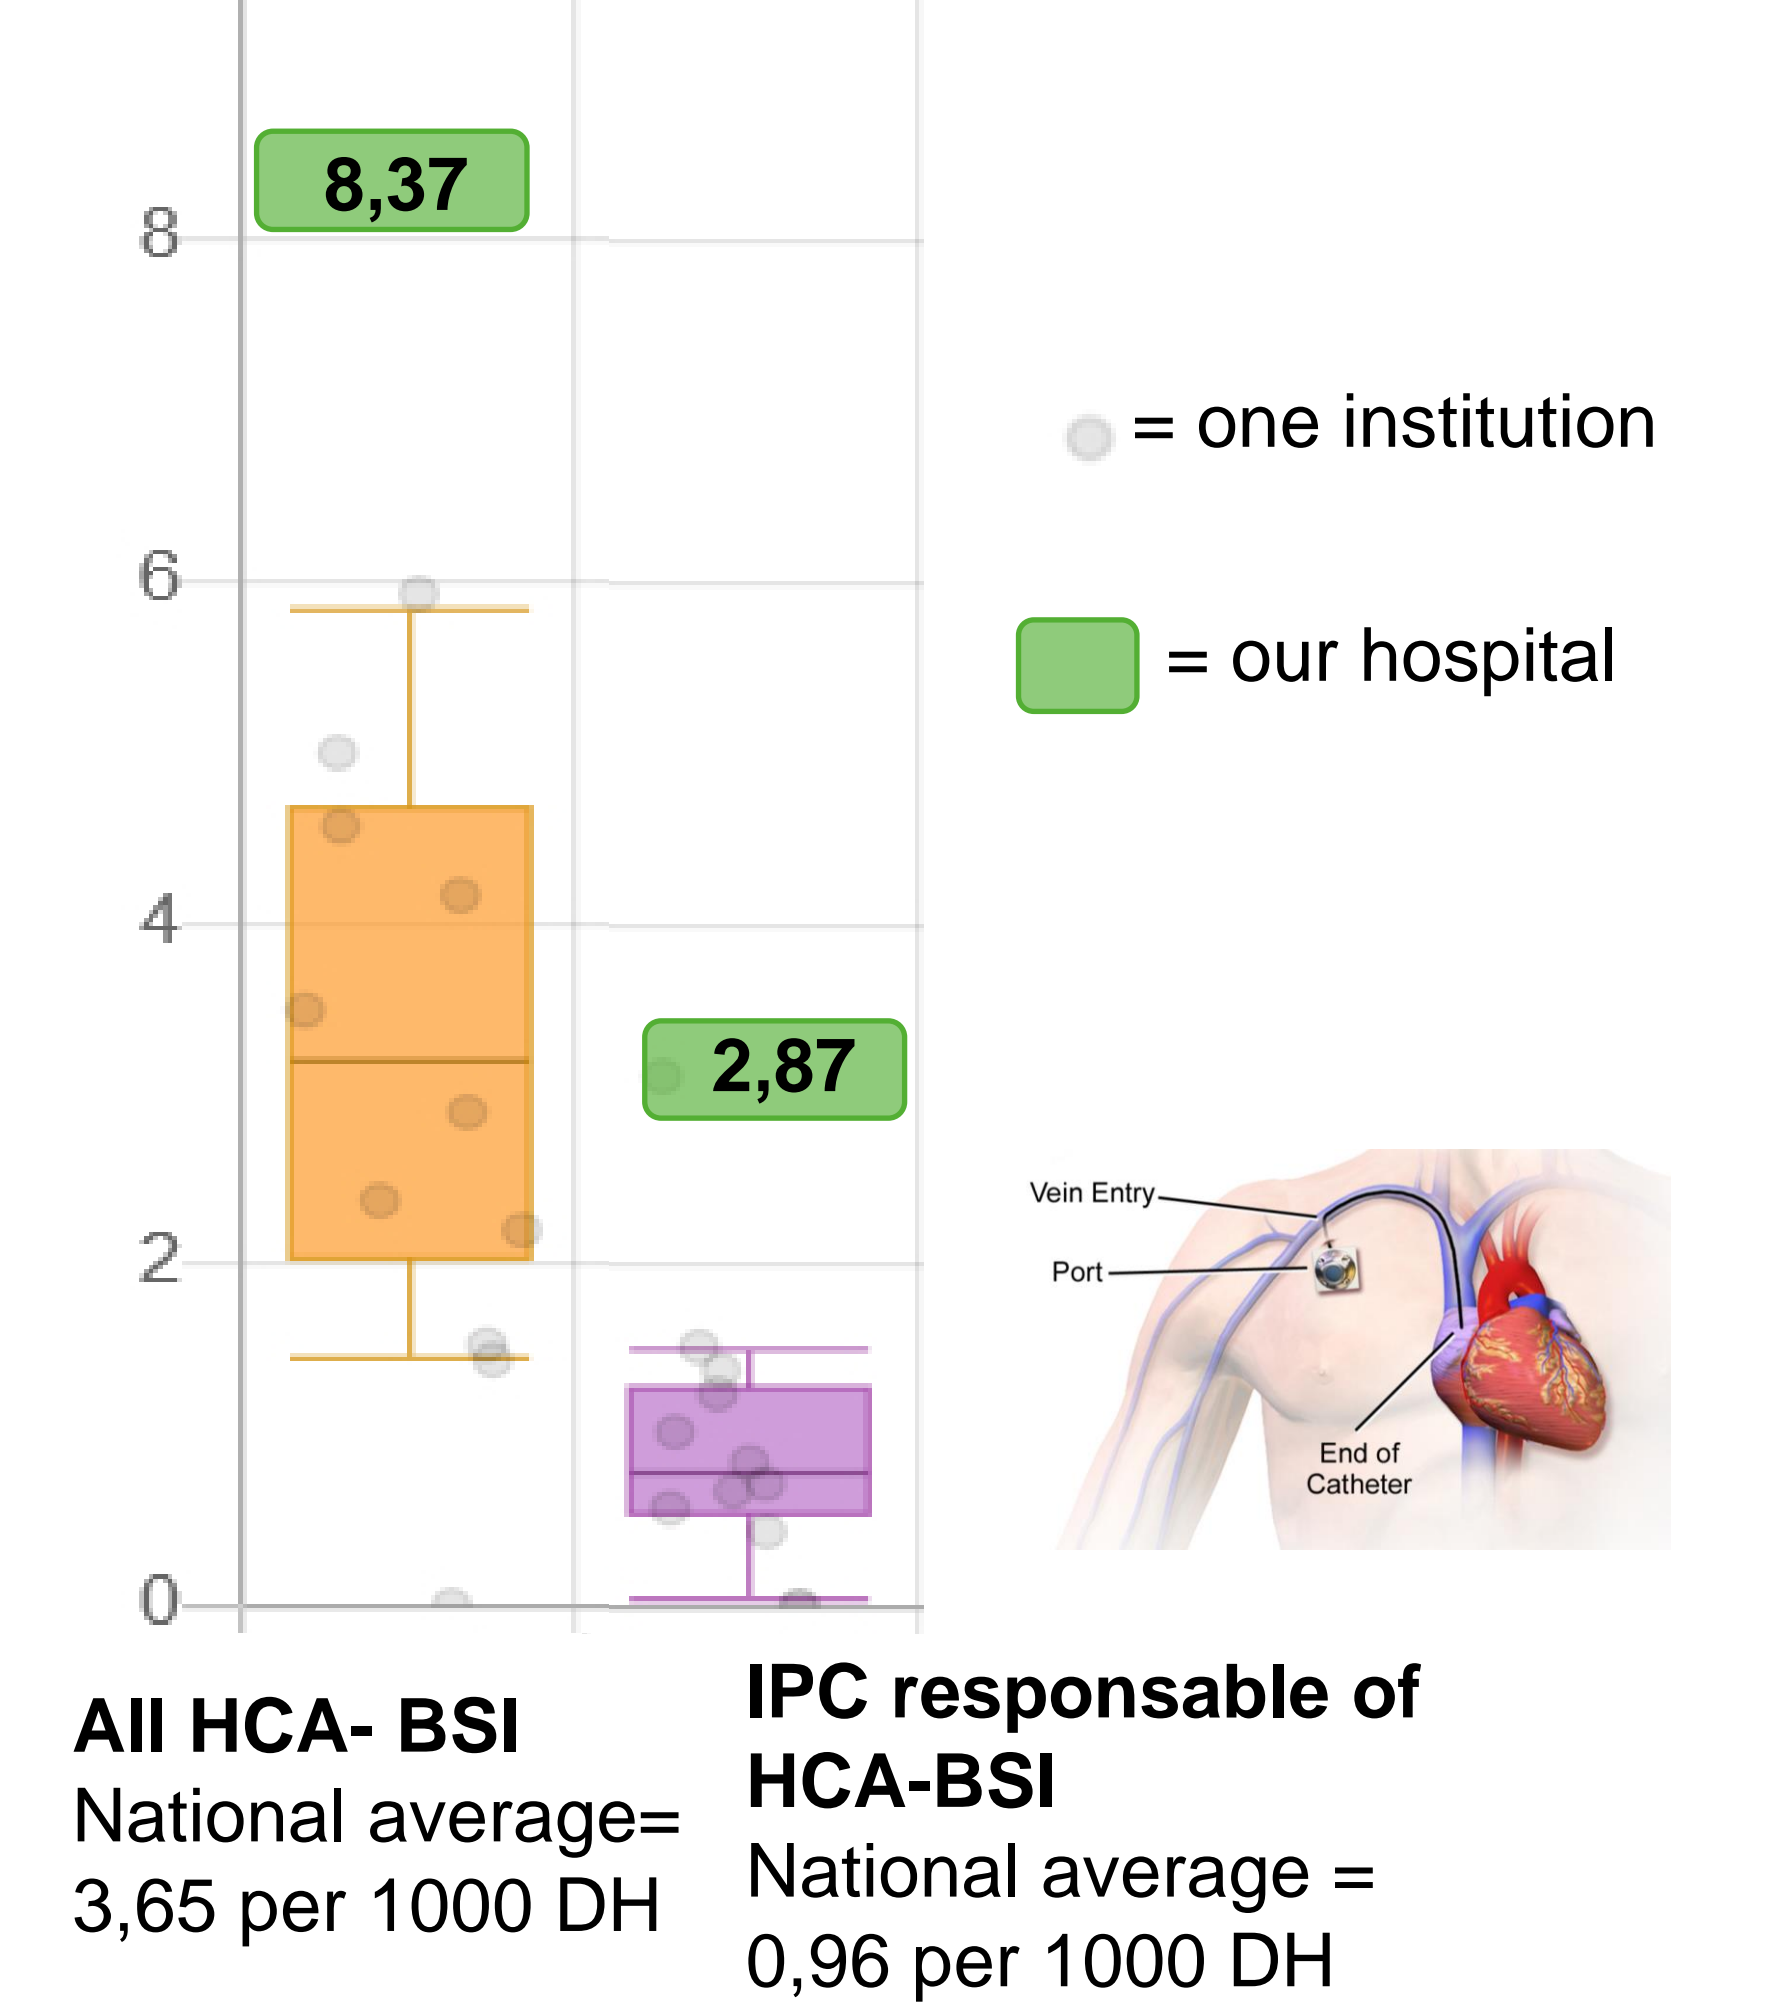 8,37
8
= one institution
6
= our hospital
4
2,87
Vein Entry
Port
2
End of
Catheter
0
All HCA- BSI
National average=
3,65 per 1000 DH
IPC responsable of
HCA-BSI
National average =
0,96 per 1000 DH